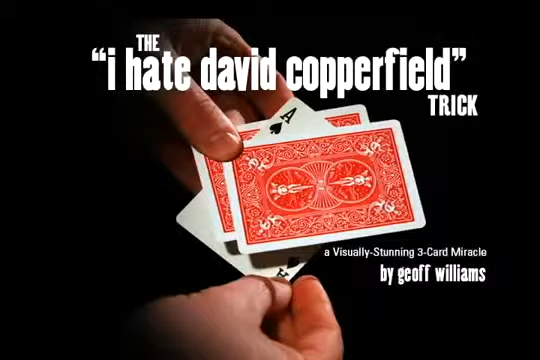 THE
“i hate david copperfield”
TRICK
A
a Visually-Stunning 3-Card Miracle
by geoff williams
A